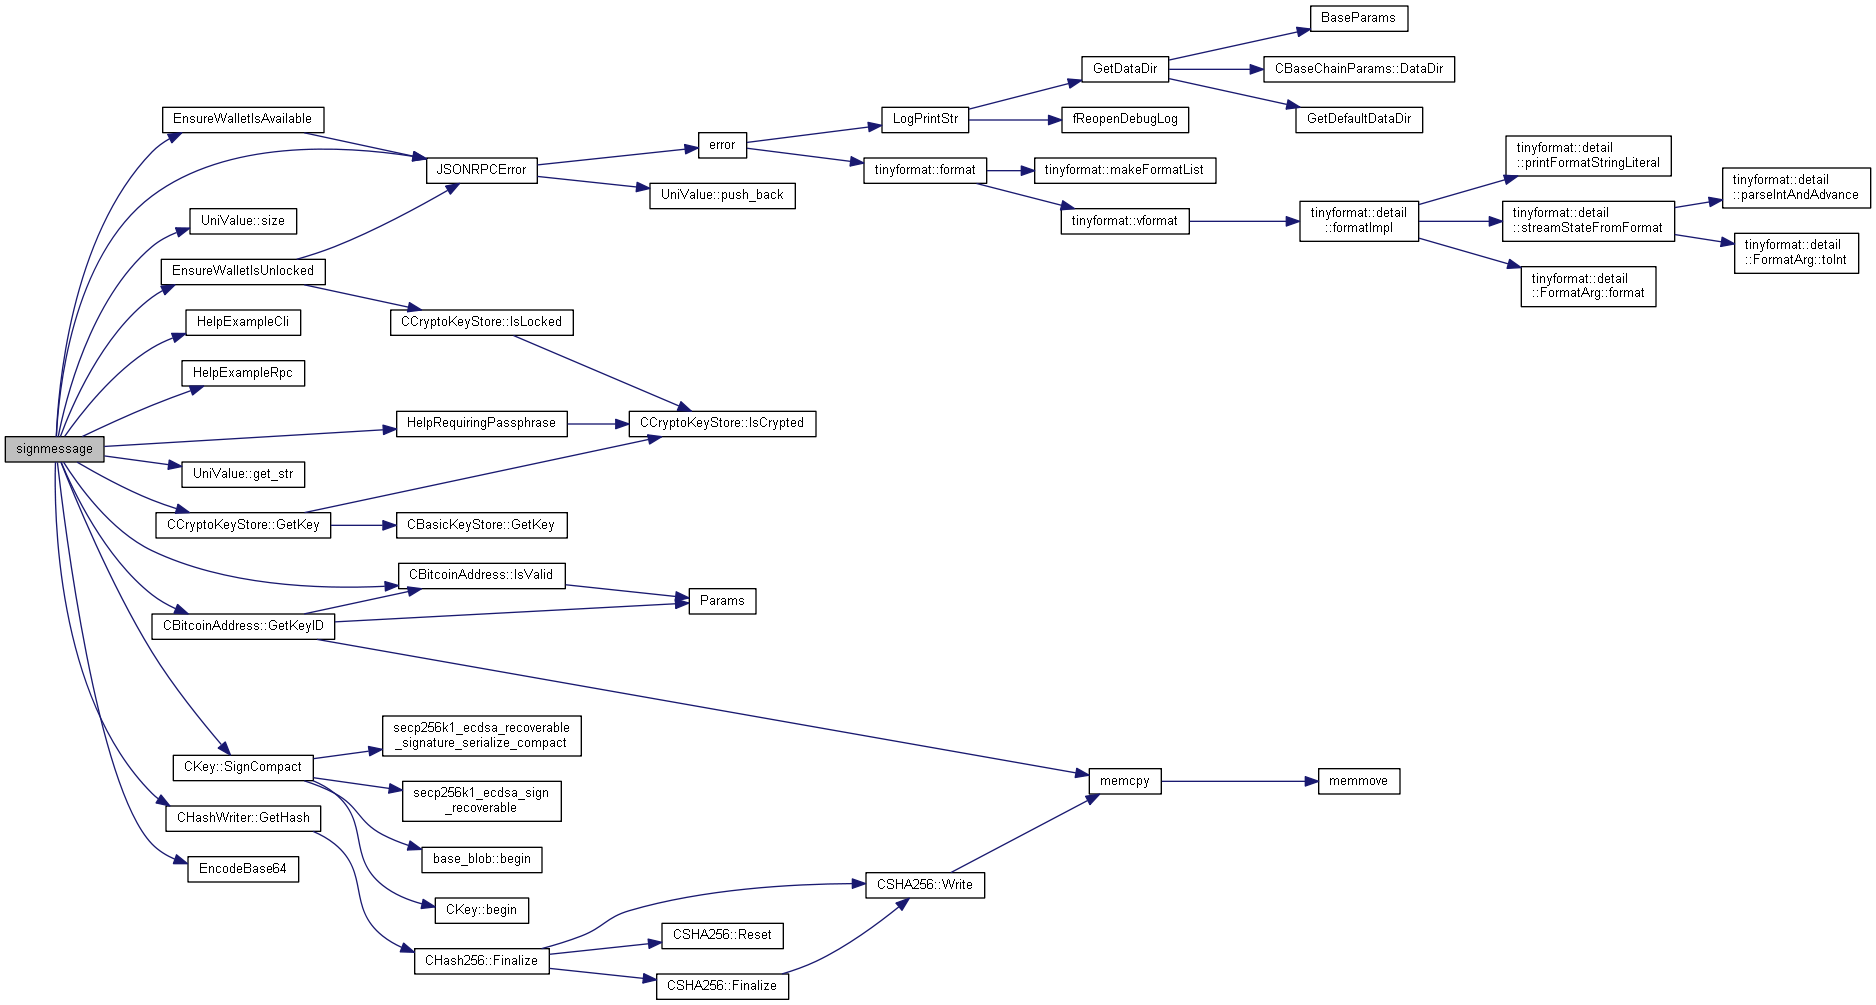 BaseParams
GetDataDir
CBaseChainParams::DataDir
EnsureWalletIsAvailable
LogPrintStr
fReopenDebugLog
GetDefaultDataDir
error
JSONRPCError
tinyformat::format
tinyformat::makeFormatList
tinyformat::detail
::printFormatStringLiteral
UniValue::push_back
tinyformat::vformat
tinyformat::detail
::formatImpl
tinyformat::detail
::streamStateFromFormat
tinyformat::detail
::parseIntAndAdvance
UniValue::size
tinyformat::detail
::FormatArg::toInt
EnsureWalletIsUnlocked
tinyformat::detail
::FormatArg::format
HelpExampleCli
CCryptoKeyStore::IsLocked
HelpExampleRpc
HelpRequiringPassphrase
CCryptoKeyStore::IsCrypted
signmessage
UniValue::get_str
CCryptoKeyStore::GetKey
CBasicKeyStore::GetKey
CBitcoinAddress::IsValid
Params
CBitcoinAddress::GetKeyID
secp256k1_ecdsa_recoverable
_signature_serialize_compact
CKey::SignCompact
memcpy
memmove
secp256k1_ecdsa_sign
_recoverable
CHashWriter::GetHash
base_blob::begin
EncodeBase64
CSHA256::Write
CKey::begin
CSHA256::Reset
CHash256::Finalize
CSHA256::Finalize